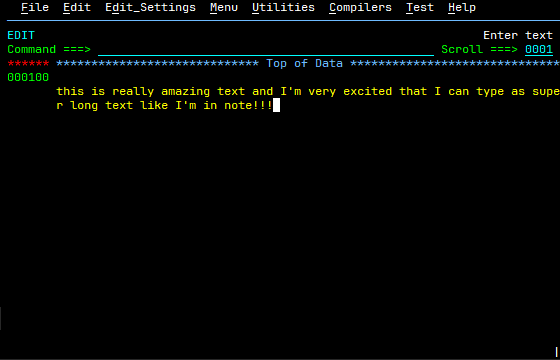 File Edit Edit_Settings Menu Utilities Compilers Test Help
EDIT Enter text
Command ===> Scroll ===> 0001
****** ***************************** Top of Data ******************************
000100
this is really amazing text and I'm very excited that I can type as supe
r long text like I'm in note!!!